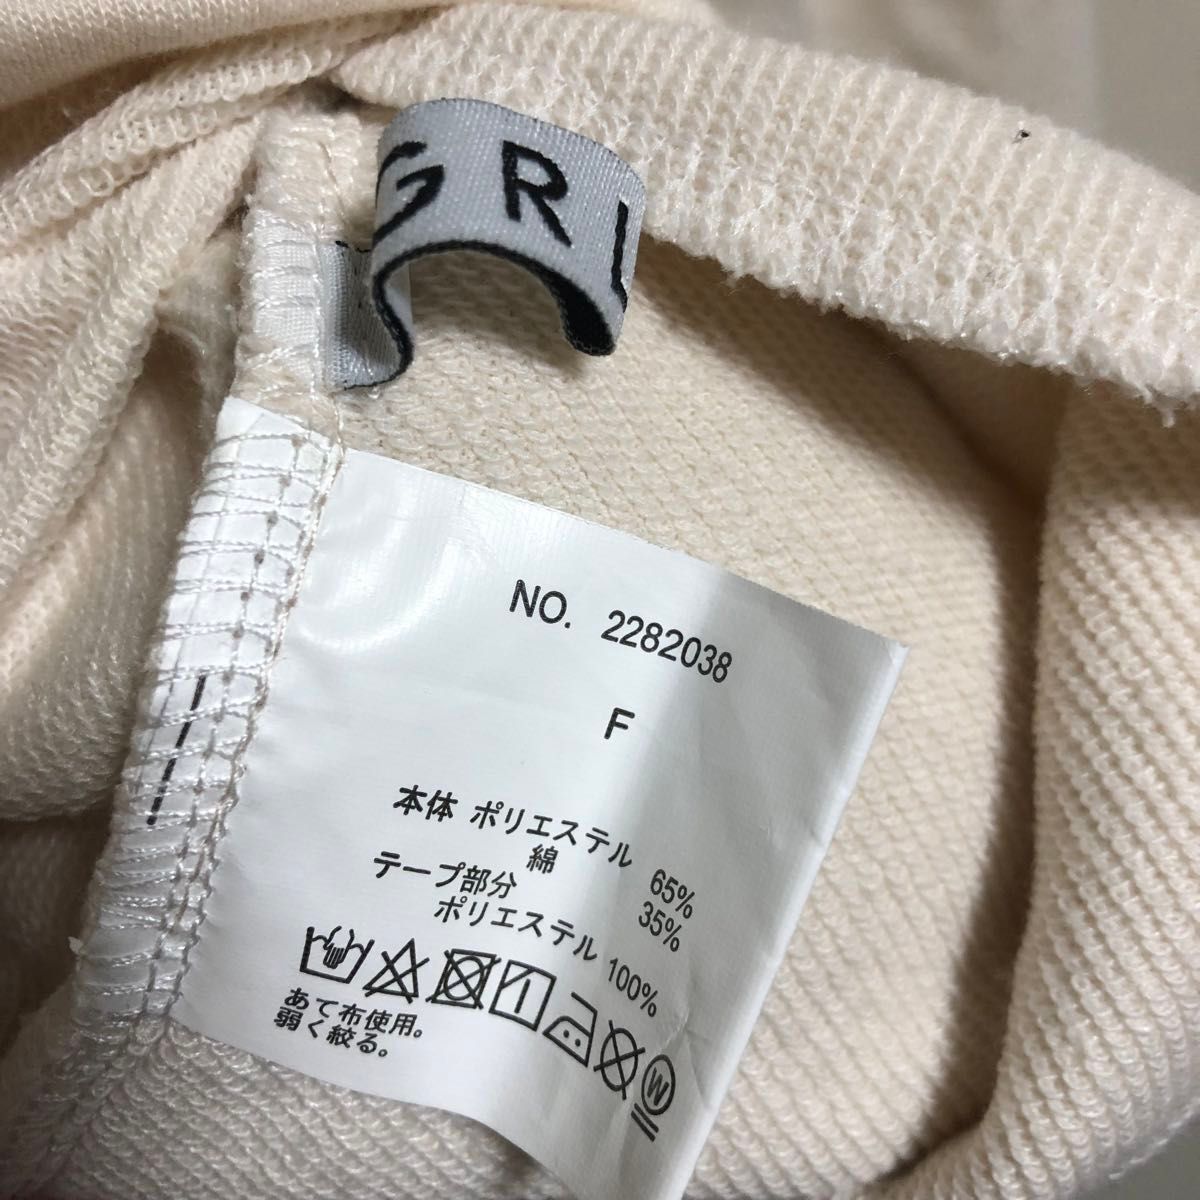 GRL
NO. 2282038
F
本体 ポリエステル 65%
綿 35%
テープ部分
ポリエステル 100%
あて布使用。
弱く絞る。
W